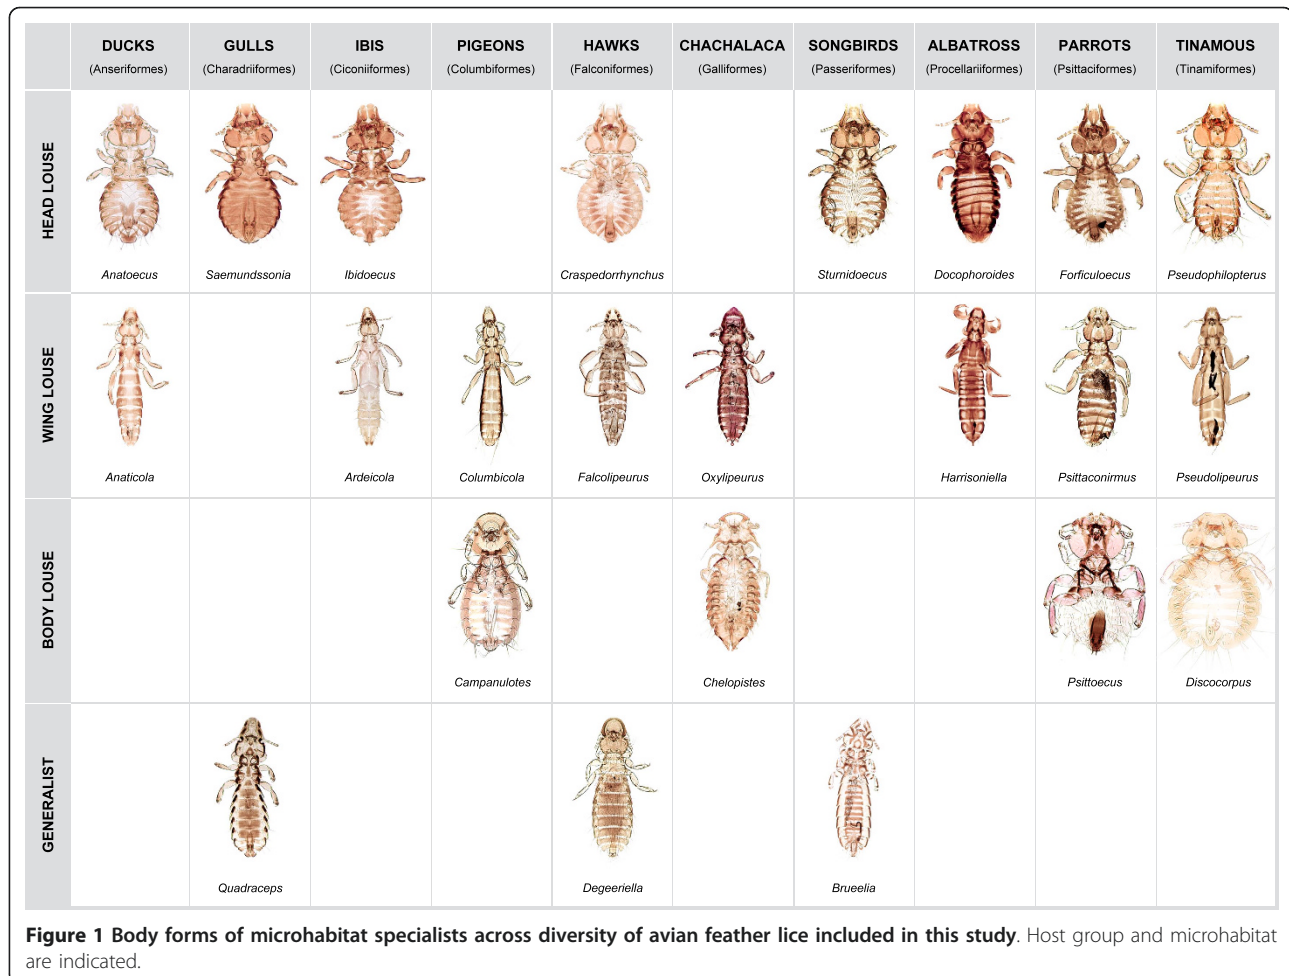 DUCKS GULLS IBIS PIGEONS HAWKS CHACHALACA SONGBIRDS ALBATROSS PARROTS TINAMOUS
(Anseriformes) (Charadriiformes) (Ciconiiformes) (Columbiformes) (Falconiformes) (Galliformes) (Passeriformes) (Procellariiformes) (Psittaciformes) (Tinamiformes)
HEAD LOUSE
Anatoecus Saemundssonia Ibidoecus Craspedorrhynchus Sturnidoecus Docophoroides Forficuloecus Pseudophilopterus
WING LOUSE
Anaticola Ardeicola Columbicola Falcolipeurus Oxylipeurus Harrisoniella Psittaconirmus Pseudolipeurus
BODY LOUSE
Campanulotes Chelopistes Psittoecus Discocorpus
GENERALIST
Quadraceps Degeeriella Brueelia
Figure 1 Body forms of microhabitat specialists across diversity of avian feather lice included in this study. Host group and microhabitat
are indicated.